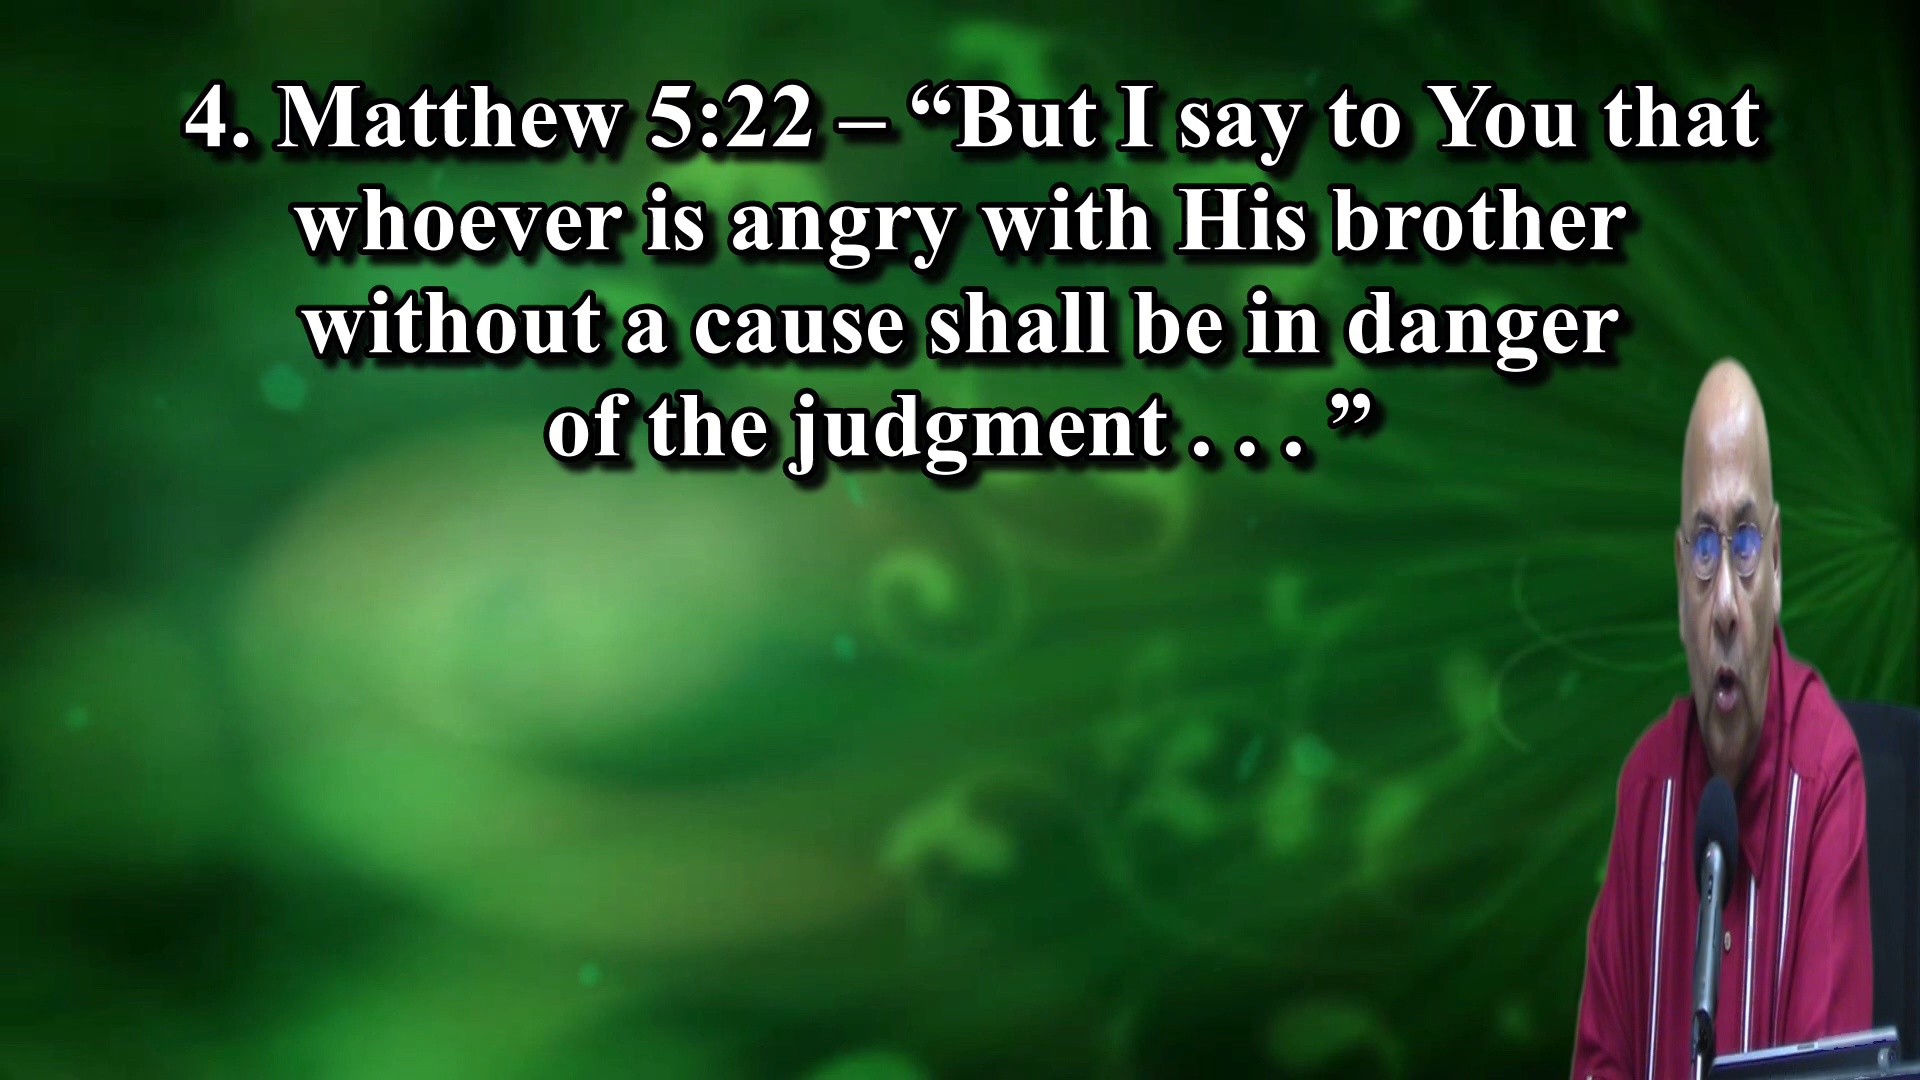 4. Matthew 5:22 – “But I say to You that
whoever is angry with His brother
without a cause shall be in danger
of the judgment . . . ”